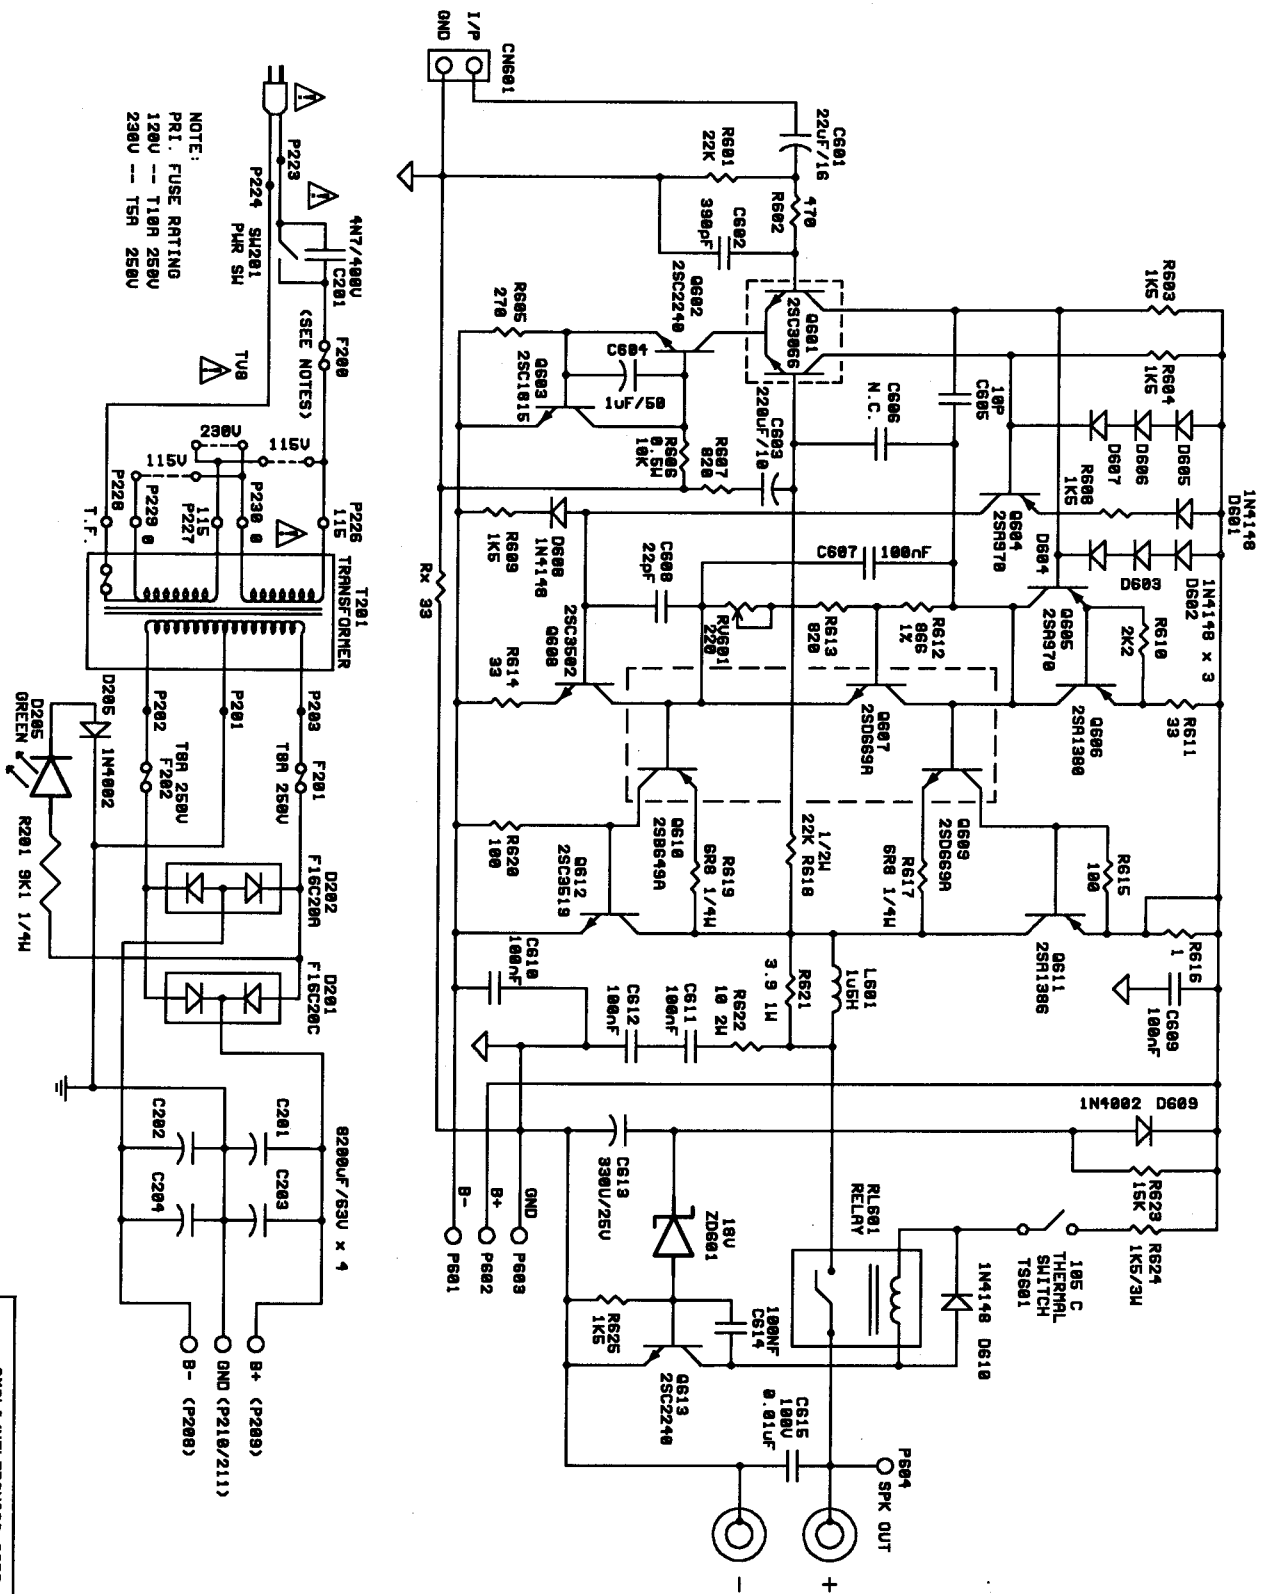 I/P
GND
CN601
C601
22uF/16
R601
22K
470
R602
C602
390pF
Q602
2SC2240
Q601
2SC3066
R603
1K5
R604
1K5
10P
C605
C606
N.C.
C603
220uF/10
R605
270
C604
1uF/50
Q603
2SC1815
R607
820
R606
0.5W
10K
D605
D606
D607
1N4148
D601
R608
1K5
Q604
2SA970
D604
D603
1N4148 x 3
D602
R609
1K5
D608
1N4148
C608
22pF
C607
100nF
Rx 33
RV601
220
R613
820
R612
866
1%
Q605
2SA970
R610
2K2
R611
33
Q606
2SA1380
2SC3502
Q608
R614
33
Q607
2SD669A
Q609
2SD669A
Q610
2SB649A
R619
6R8 1/4W
1/2W
22K R618
R617
6R8 1/4W
R615
100
R616
1
R620
100
Q612
2SC3519
Q611
2SA1386
C609
100nF
C610
100nF
C612
100nF
C611
100nF
R622
10 2W
R621
3.9 1W
L601
1u5H
1N4002 D609
R623
15K
R624
1K5/3W
C613
330U/25V
18V
ZD601
RL601
RELAY
105 C
THERMAL
SWITCH
TS601
1N4148 D610
B-
B+
GND
P601
P602
P603
R625
1K5
100NF
C614
Q613
2SC2240
C615
100V
0.01uF
P604
SPK OUT
-
+
NOTE:
PRI. FUSE RATING
120V -- T10A 250V
230V -- T5A 250V
P223
P224
4N7/400V
C201
SW201
PWR SW
F200
(SEE NOTES)
TV8
230V
115V
115V
P228
T.F.
P229 0
115
P227
P230 0
P226
115
T201
TRANSFORMER
P203
P201
P202
F201
T8A 250V
T8A 250V
F202
D205
1N4002
D205
GREEN
R201 9K1 1/4W
D202
F16C20A
D201
F16C20C
C202
C204
C201
C203
8200uF/63V x 4
B+ (P209)
GND (P210/211)
B- (P208)